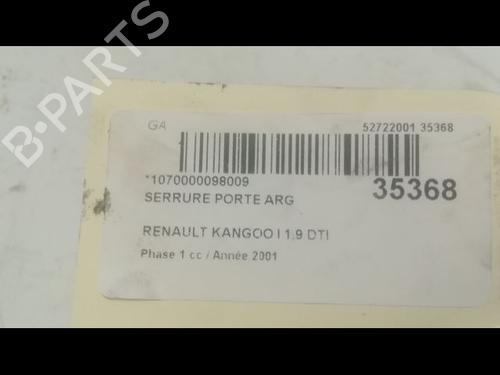 B-PARTS
GA
52722001 35368
*1070000098009
35368
SERRURE PORTE ARG
RENAULT KANGOO I 1.9 DTI
Phase 1 cc / Année 2001